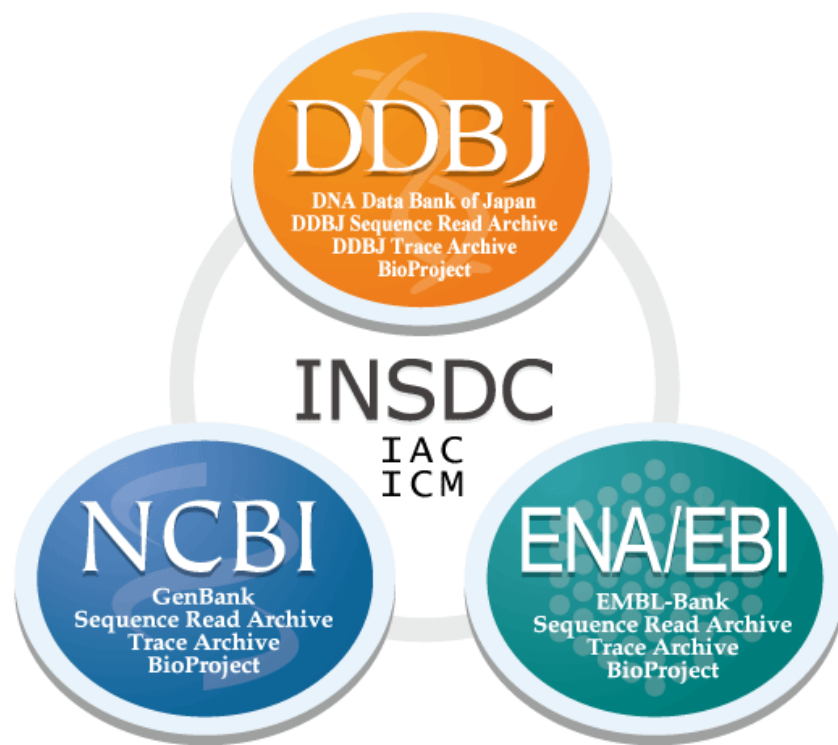 DDBJ
DNA Data Bank of Japan
DDBJ Sequence Read Archive
DDBJ Trace Archive
BioProject
INSDC
IAC
ICM
NCBI
GenBank
Sequence Read Archive
Trace Archive
BioProject
ENA/EBI
EMBL-Bank
Sequence Read Archive
Trace Archive
BioProject